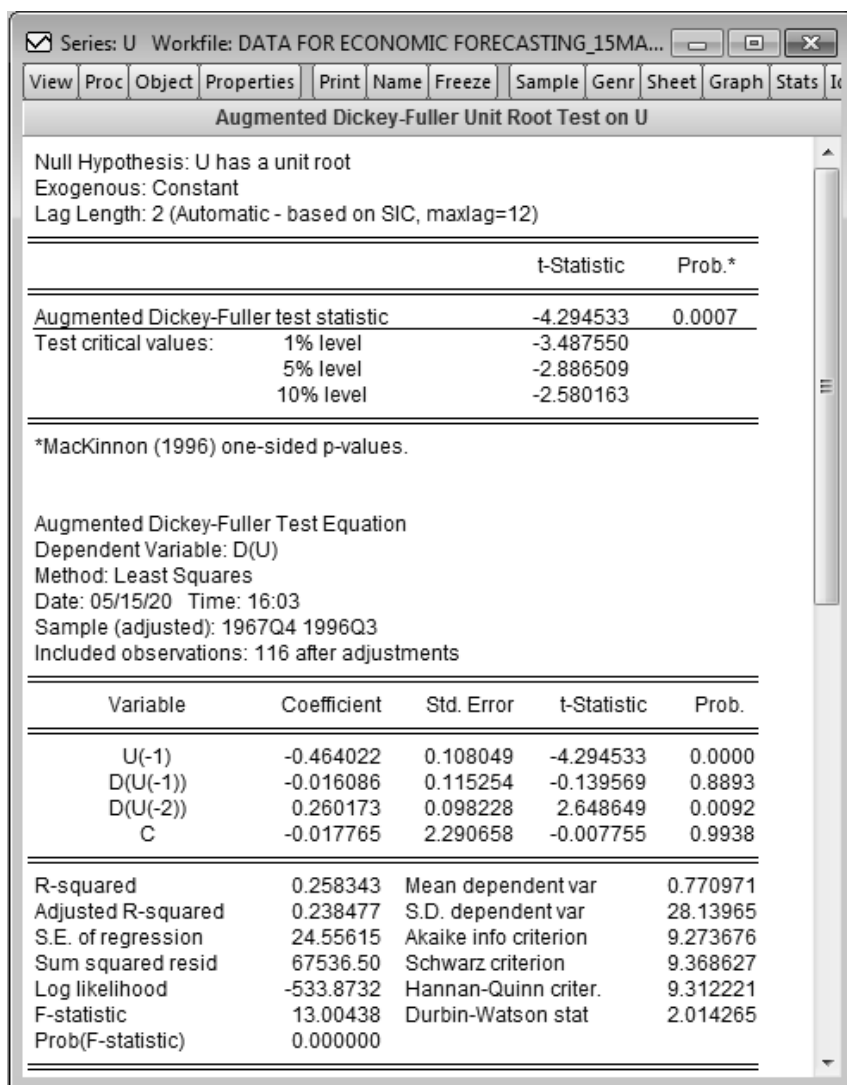 Series: U Workfile: DATA FOR ECONOMIC FORECASTING_15MA...
View Proc Object Properties Print Name Freeze Sample Genr Sheet Graph Stats
Augmented Dickey-Fuller Unit Root Test on U
Null Hypothesis: U has a unit root
Exogenous: Constant
Lag Length: 2 (Automatic - based on SIC, maxlag=12)
t-Statistic Prob.*
Augmented Dickey-Fuller test statistic -4.294533 0.0007
Test critical values: 1% level -3.487550
5% level -2.886509
10% level -2.580163
*MacKinnon (1996) one-sided p-values.
Augmented Dickey-Fuller Test Equation
Dependent Variable: D(U)
Method: Least Squares
Date: 05/15/20 Time: 16:03
Sample (adjusted): 1967Q4 1996Q3
Included observations: 116 after adjustments
Variable Coefficient Std. Error t-Statistic Prob.
U(-1) -0.464022 0.108049 -4.294533 0.0000
D(U(-1)) -0.016086 0.115254 -0.139569 0.8893
D(U(-2)) 0.260173 0.098228 2.648649 0.0092
C -0.017765 2.290658 -0.007755 0.9938
R-squared 0.258343 Mean dependent var 0.770971
Adjusted R-squared 0.238477 S.D. dependent var 28.13965
S.E. of regression 24.55615 Akaike info criterion 9.273676
Sum squared resid 67536.50 Schwarz criterion 9.368627
Log likelihood -533.8732 Hannan-Quinn criter. 9.312221
F-statistic 13.00438 Durbin-Watson stat 2.014265
Prob(F-statistic) 0.000000